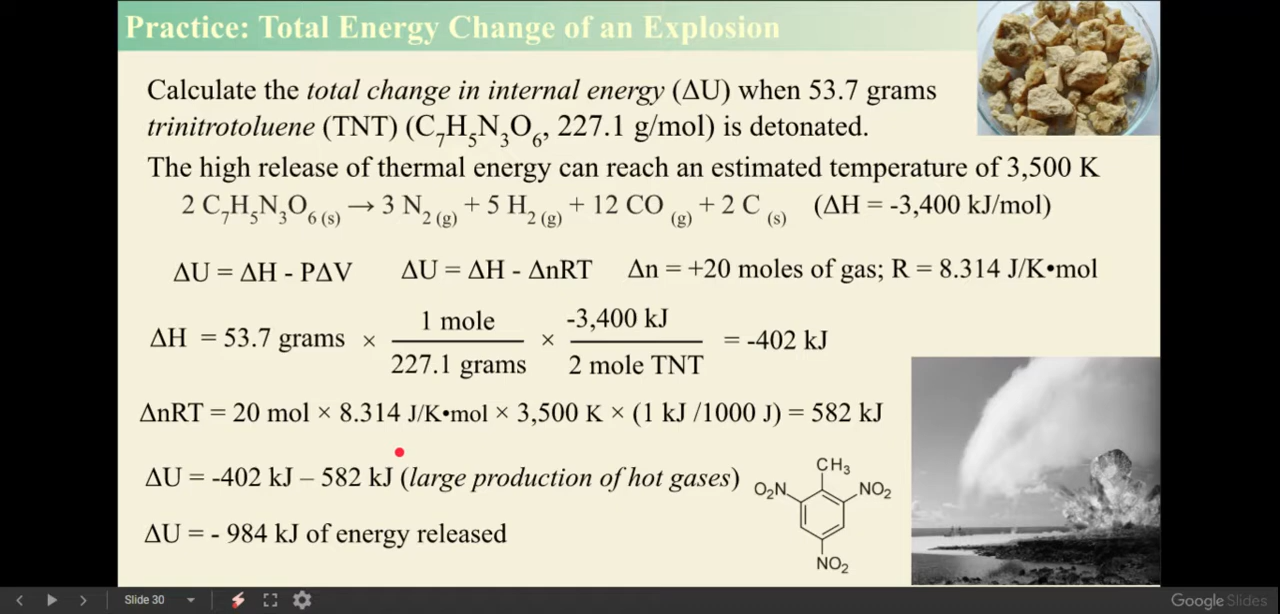 Practice: Total Energy Change of an Explosion
Calculate the total change in internal energy (ΔU) when 53.7 grams
trinitrotoluene (TNT) (C₇H₅N₃O₆, 227.1 g/mol) is detonated.
The high release of thermal energy can reach an estimated temperature of 3,500 K
2 C₇H₅N₃O₆ (s) → 3 N₂ (g) + 5 H₂ (g) + 12 CO (g) + 2 C (s) (ΔH = -3,400 kJ/mol)
ΔU = ΔH - PΔV ΔU = ΔH - ΔnRT Δn = +20 moles of gas; R = 8.314 J/K•mol
ΔH = 53.7 grams × 1 mole / 227.1 grams × -3,400 kJ / 2 mole TNT = -402 kJ
ΔnRT = 20 mol × 8.314 J/K•mol × 3,500 K × (1 kJ /1000 J) = 582 kJ
ΔU = -402 kJ – 582 kJ (large production of hot gases)
ΔU = - 984 kJ of energy released
CH₃
O₂N NO₂
NO₂
Slide 30
Google Slides